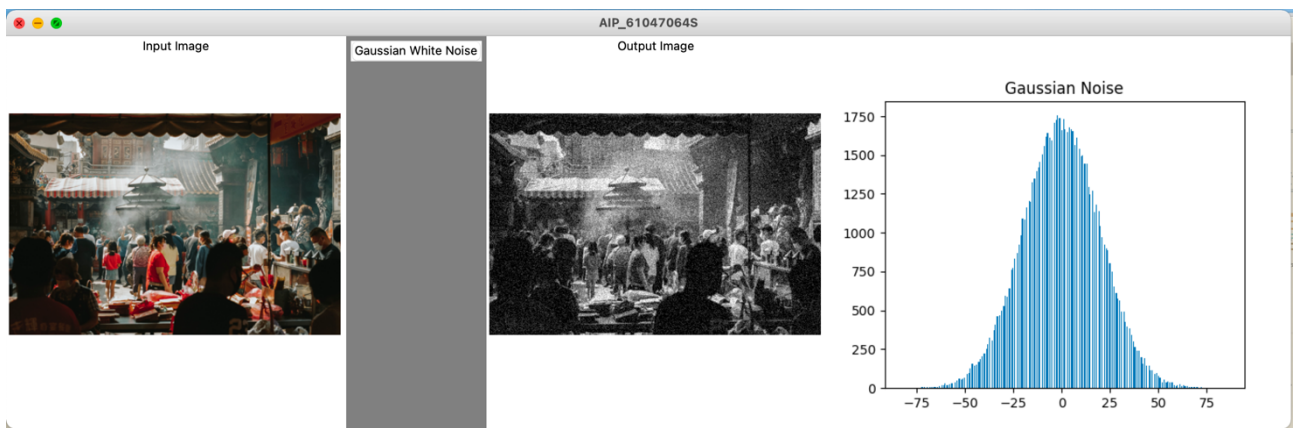 AIP_61047064S
Input Image
Gaussian White Noise
Output Image
Gaussian Noise
1750
1500
1250
1000
750
500
250
0
−75 −50 −25 0 25 50 75